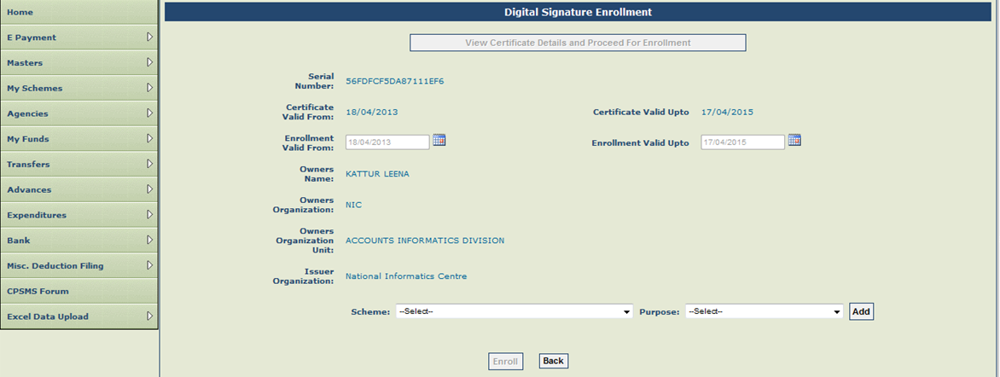 Home
E Payment
Masters
My Schemes
Agencies
My Funds
Transfers
Advances
Expenditures
Bank
Misc. Deduction Filing
CPSMS Forum
Excel Data Upload
Digital Signature Enrollment
View Certificate Details and Proceed For Enrollment
Serial
Number: 56FDFCF5DA87111EF6
Certificate
Valid From: 18/04/2013 Certificate Valid Upto 17/04/2015
Enrollment
Valid From: 18/04/2013 Enrollment Valid Upto 17/04/2015
Owners
Name: KATTUR LEENA
Owners
Organization: NIC
Owners
Organization ACCOUNTS INFORMATICS DIVISION
Unit:
Issuer
Organization: National Informatics Centre
Scheme: --Select-- Purpose: --Select-- Add
Enroll Back